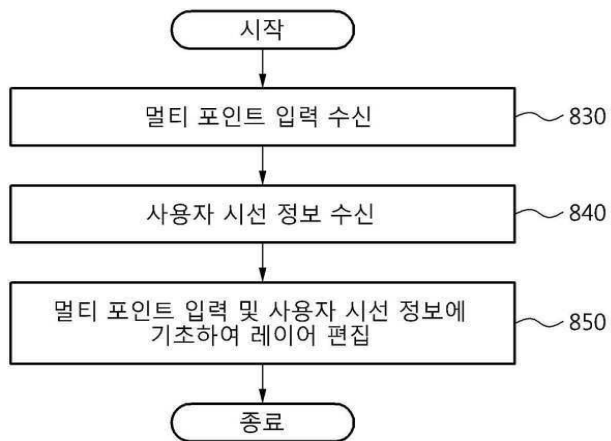 시작
멀티 포인트 입력 수신
830
사용자 시선 정보 수신
840
멀티 포인트 입력 및 사용자 시선 정보에
기초하여 레이어 편집
850
종료